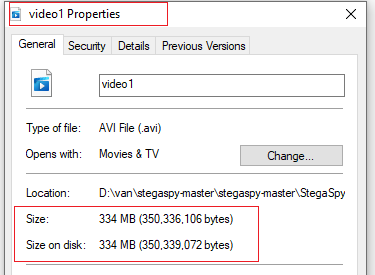 video1 Properties
General Security Details Previous Versions
video1
Type of file: AVI File (.avi)
Opens with: Movies & TV Change...
Location: D:\van\stegaspy-master\stegaspy-master\StegaSpy
Size: 334 MB (350,336,106 bytes)
Size on disk: 334 MB (350,339,072 bytes)